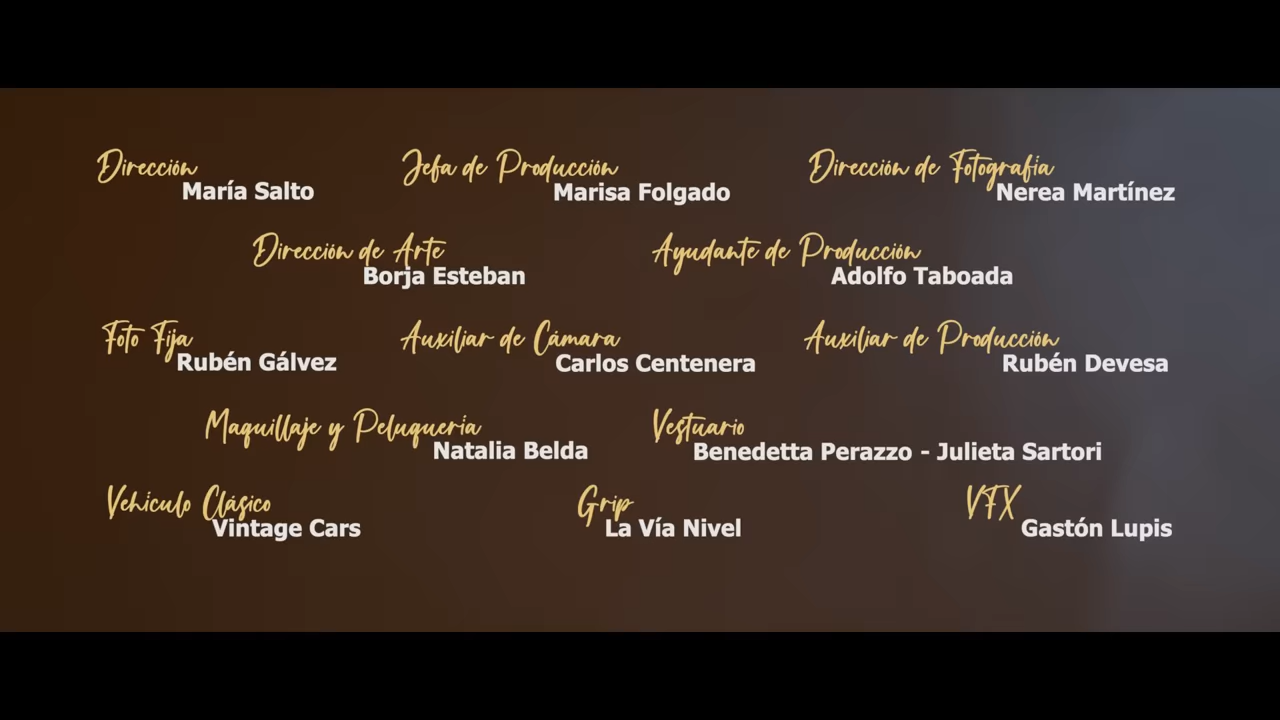 Dirección
María Salto
Jefa de Producción
Marisa Folgado
Dirección de Fotografía
Nerea Martínez
Dirección de Arte
Borja Esteban
Ayudante de Producción
Adolfo Taboada
Foto Fija
Rubén Gálvez
Auxiliar de Cámara
Carlos Centenera
Auxiliar de Producción
Rubén Devesa
Maquillaje y Peluquería
Natalia Belda
Vestuario
Benedetta Perazzo - Julieta Sartori
Vehículo Clásico
Vintage Cars
Grip
La Vía Nivel
VFX
Gastón Lupis